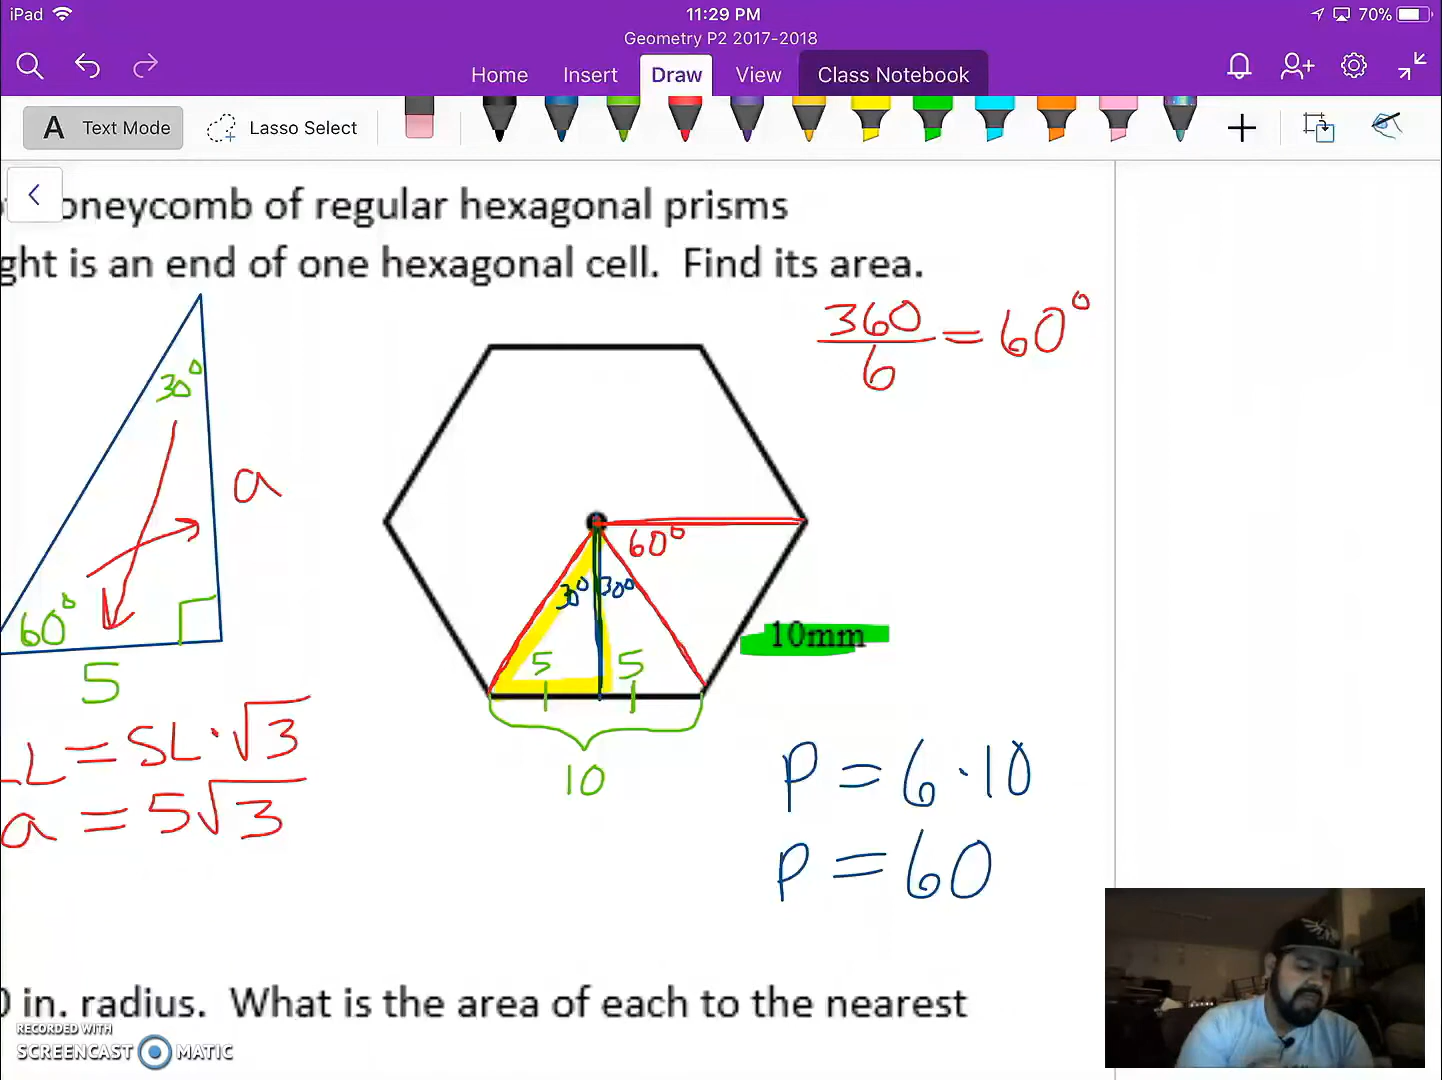 iPad
11:29 PM
70%
Geometry P2 2017-2018
Home Insert Draw View Class Notebook
A Text Mode
Lasso Select
oneycomb of regular hexagonal prisms
ght is an end of one hexagonal cell. Find its area.
360/6 = 60°
30°
a
60°
5
60°
30° 30°
5 5
10mm
10
LL = SL·√3
a = 5√3
P = 6·10
P = 60
0 in. radius. What is the area of each to the nearest
RECORDED WITH
SCREENCAST MATIC